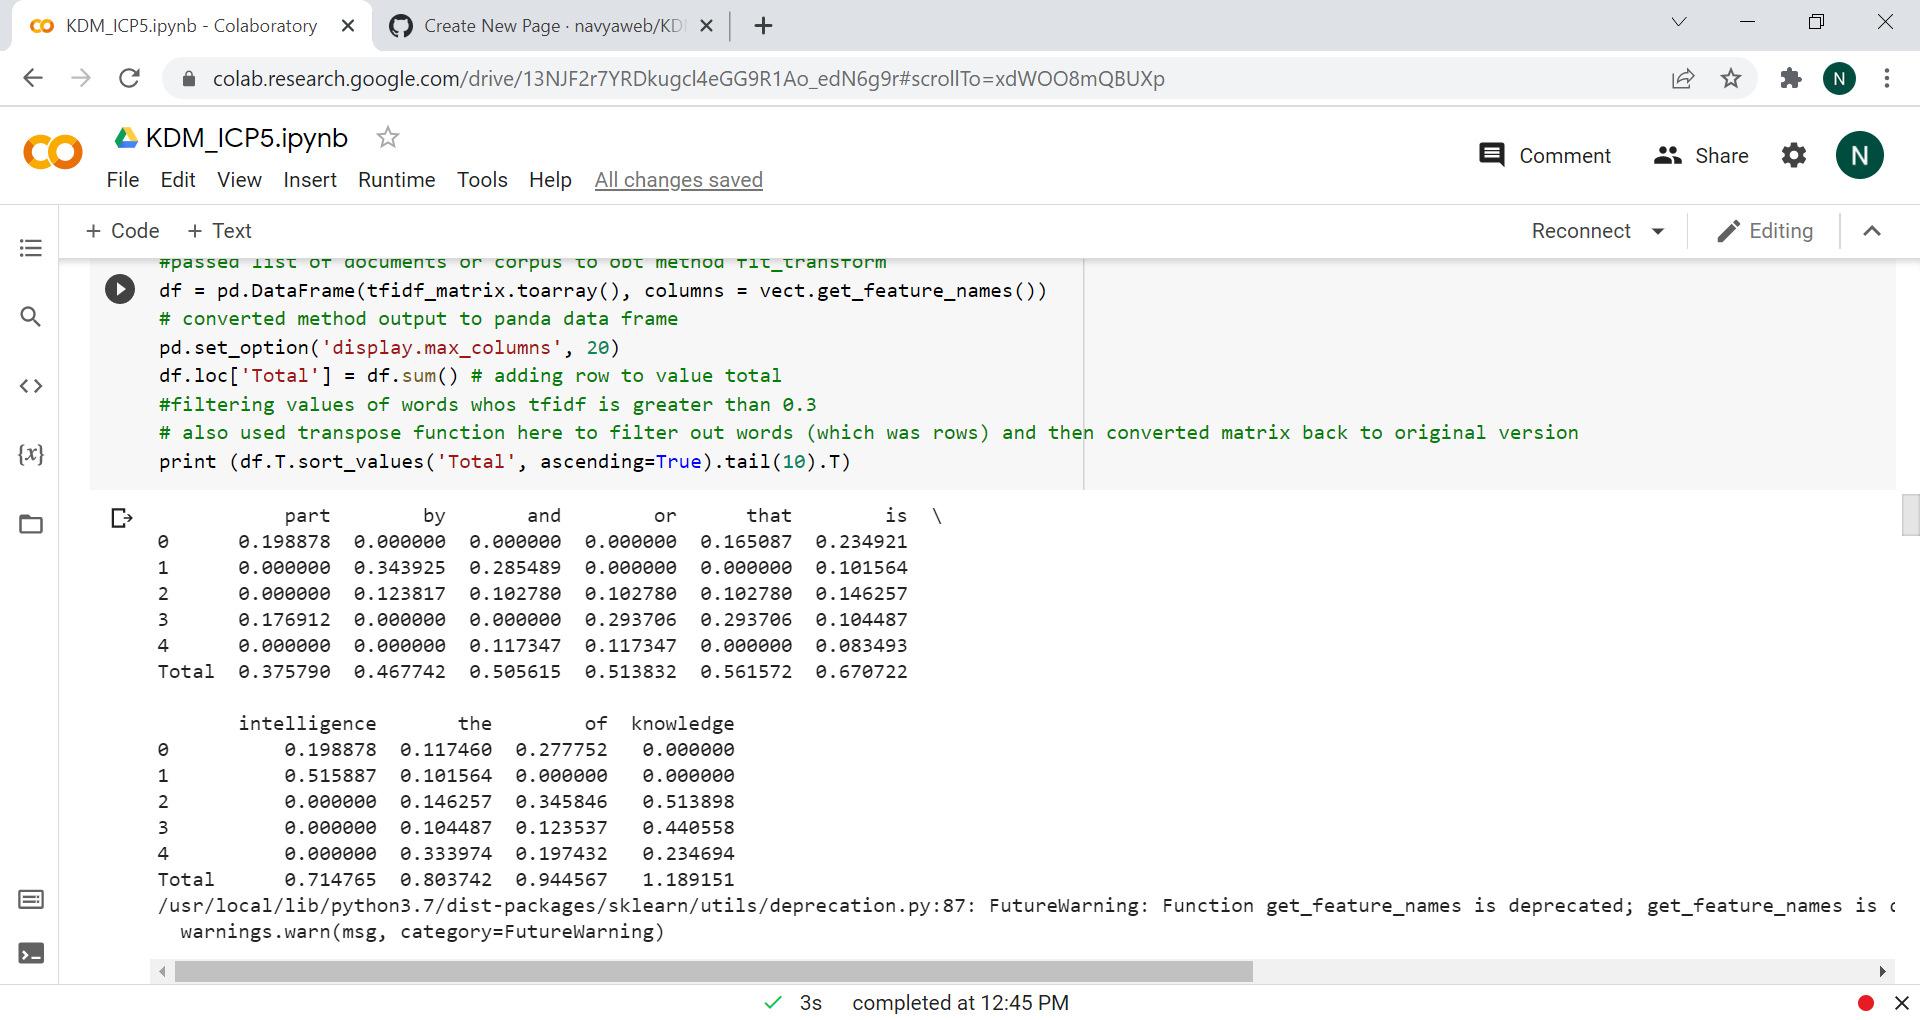 KDM_ICP5.ipynb - Colaboratory
Create New Page · navyaweb/KD
colab.research.google.com/drive/13NJF2r7YRDkugcl4eGG9R1Ao_edN6g9r#scrollTo=xdWOO8mQBUXp
N
KDM_ICP5.ipynb
Comment Share N
File Edit View Insert Runtime Tools Help All changes saved
+ Code + Text Reconnect Editing
#passed list of documents or corpus to obt method fit_transform
df = pd.DataFrame(tfidf_matrix.toarray(), columns = vect.get_feature_names())
# converted method output to panda data frame
pd.set_option('display.max_columns', 20)
df.loc['Total'] = df.sum() # adding row to value total
#filtering values of words whos tfidf is greater than 0.3
# also used transpose function here to filter out words (which was rows) and then converted matrix back to original version
print (df.T.sort_values('Total', ascending=True).tail(10).T)
part by and or that is \
0 0.198878 0.000000 0.000000 0.000000 0.165087 0.234921
1 0.000000 0.343925 0.285489 0.000000 0.000000 0.101564
2 0.000000 0.123817 0.102780 0.102780 0.102780 0.146257
3 0.176912 0.000000 0.000000 0.293706 0.293706 0.104487
4 0.000000 0.000000 0.117347 0.117347 0.000000 0.083493
Total 0.375790 0.467742 0.505615 0.513832 0.561572 0.670722
intelligence the of knowledge
0 0.198878 0.117460 0.277752 0.000000
1 0.515887 0.101564 0.000000 0.000000
2 0.000000 0.146257 0.345846 0.513898
3 0.000000 0.104487 0.123537 0.440558
4 0.000000 0.333974 0.197432 0.234694
Total 0.714765 0.803742 0.944567 1.189151
/usr/local/lib/python3.7/dist-packages/sklearn/utils/deprecation.py:87: FutureWarning: Function get_feature_names is deprecated; get_feature_names is
warnings.warn(msg, category=FutureWarning)
3s completed at 12:45 PM